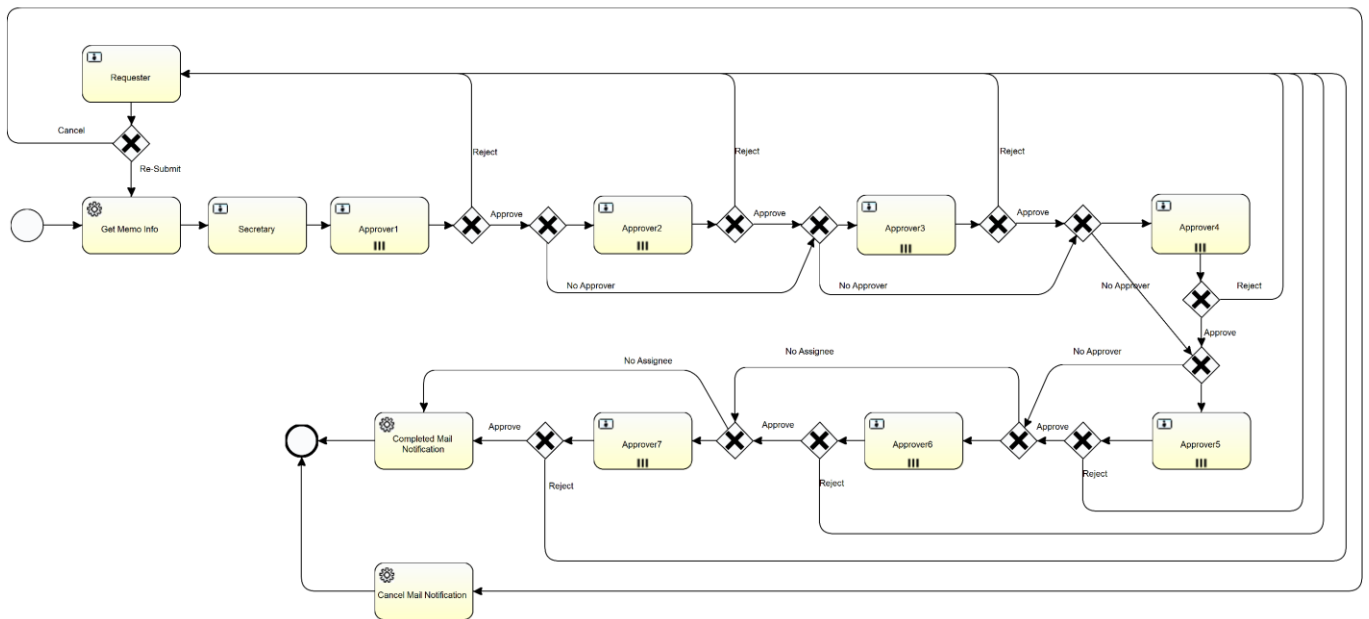 Requester
Cancel
Re-Submit
Reject
Reject
Reject
Get Memo Info
Secretary
Approver1
Approve
Approver2
Approve
Approver3
Approve
Approver4
No Approver
No Approver
No Approver
Reject
Approve
No Assignee
No Assignee
No Approver
Completed Mail
Notification
Approve
Approver7
Approve
Approver6
Approve
Approver5
Reject
Reject
Reject
Cancel Mail Notification